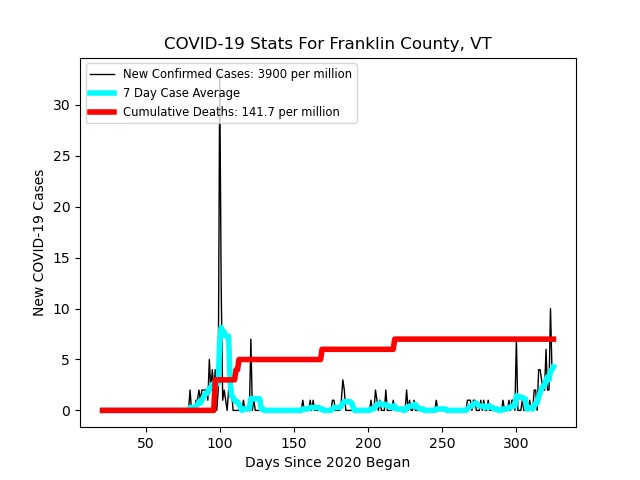 COVID-19 Stats For Franklin County, VT
New Confirmed Cases: 3900 per million
7 Day Case Average
Cumulative Deaths: 141.7 per million
New COVID-19 Cases
30
25
20
15
10
5
0
50
100
150
200
250
300
Days Since 2020 Began